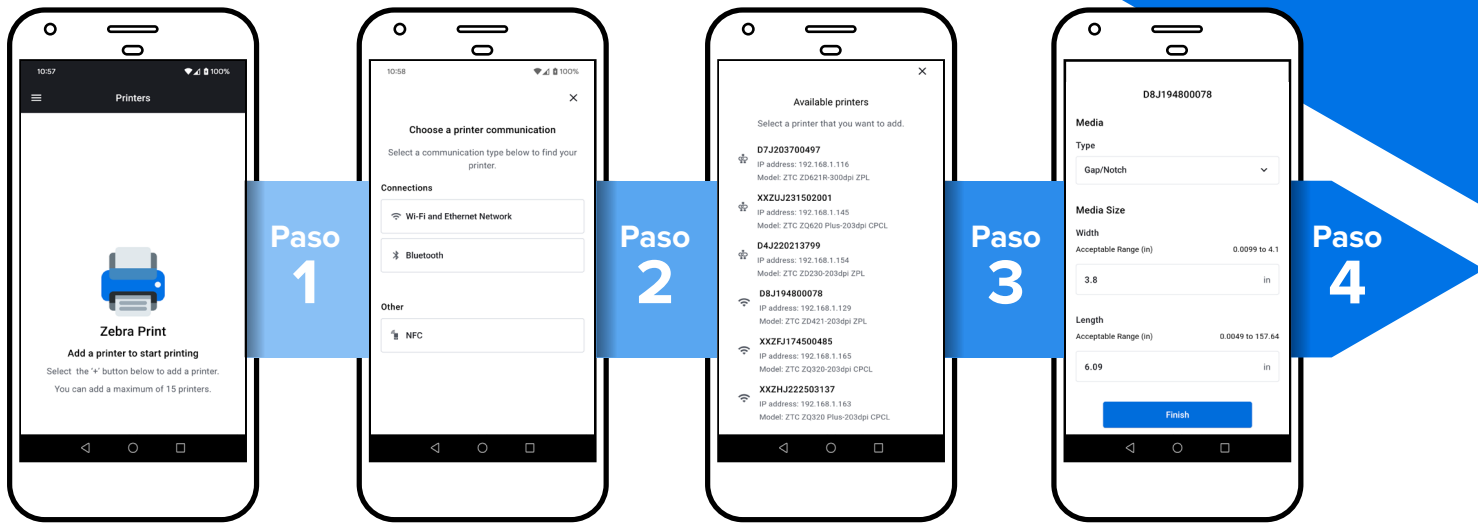 10:57
100%
Printers
Zebra Print
Add a printer to start printing
Select the '+' button below to add a printer.
You can add a maximum of 15 printers.
Paso
1
10:58
100%
Choose a printer communication
Select a communication type below to find your
printer.
Connections
Wi-Fi and Ethernet Network
Bluetooth
Other
NFC
Paso
2
Available printers
Select a printer that you want to add.
D7J203700497
IP address: 192.168.1.116
Model: ZTC ZD621R-300dpi ZPL
XXZUJ231502001
IP address: 192.168.1.145
Model: ZTC ZQ620 Plus-203dpi CPCL
D4J220213799
IP address: 192.168.1.154
Model: ZTC ZD230-203dpi ZPL
D8J194800078
IP address: 192.168.1.129
Model: ZTC ZD421-203dpi ZPL
XXZFJ174500485
IP address: 192.168.1.165
Model: ZTC ZQ320-203dpi CPCL
XXZHJ222503137
IP address: 192.168.1.163
Model: ZTC ZQ320 Plus-203dpi CPCL
Paso
3
D8J194800078
Media
Type
Gap/Notch
Media Size
Width
Acceptable Range (in) 0.0099 to 4.1
3.8 in
Length
Acceptable Range (in) 0.0049 to 157.64
6.09 in
Finish
Paso
4